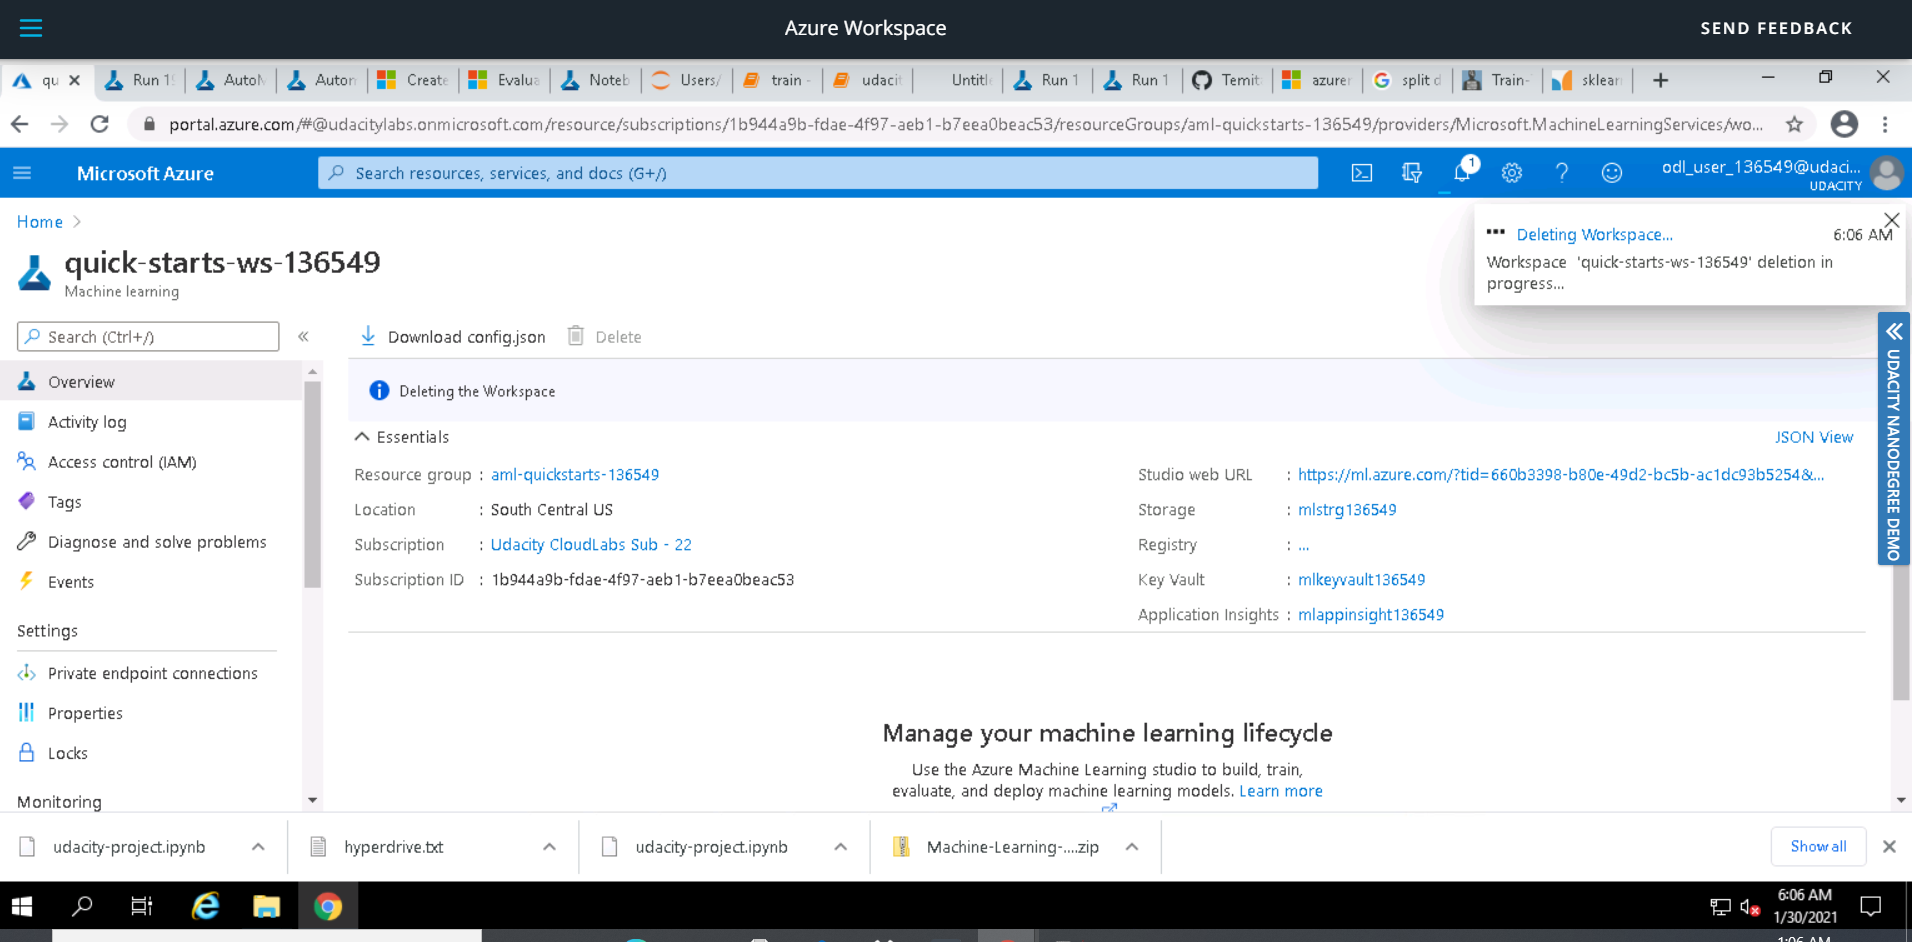 Azure Workspace
SEND FEEDBACK
qu
Run 1
AutoM
Auton
Create
Evalua
Noteb
Users/
train -
udacit
Untitle
Run 1
Run 1
Temit
azurer
split d
Train-
sklearn
portal.azure.com/#@udacitylabs.onmicrosoft.com/resource/subscriptions/1b944a9b-fdae-4f97-aeb1-b7eea0beac53/resourceGroups/aml-quickstarts-136549/providers/Microsoft.MachineLearningServices/wo...
Microsoft Azure
Search resources, services, and docs (G+/)
1
odl_user_136549@udaci...
UDACITY
Home
Deleting Workspace...
6:06 AM
Workspace 'quick-starts-ws-136549' deletion in
progress...
quick-starts-ws-136549
Machine learning
Search (Ctrl+/)
Download config.json
Delete
Overview
Activity log
Access control (IAM)
Tags
Diagnose and solve problems
Events
Settings
Private endpoint connections
Properties
Locks
Monitoring
Deleting the Workspace
Essentials
JSON View
Resource group : aml-quickstarts-136549
Location : South Central US
Subscription : Udacity CloudLabs Sub - 22
Subscription ID : 1b944a9b-fdae-4f97-aeb1-b7eea0beac53
Studio web URL : https://ml.azure.com/?tid=660b3398-b80e-49d2-bc5b-ac1dc93b5254&...
Storage : mlstrg136549
Registry : ...
Key Vault : mlkeyvault136549
Application Insights : mlappinsight136549
Manage your machine learning lifecycle
Use the Azure Machine Learning studio to build, train,
evaluate, and deploy machine learning models. Learn more
UDACITY NANODEGREE DEMO
udacity-project.ipynb
hyperdrive.txt
udacity-project.ipynb
Machine-Learning-....zip
Show all
6:06 AM
1/30/2021